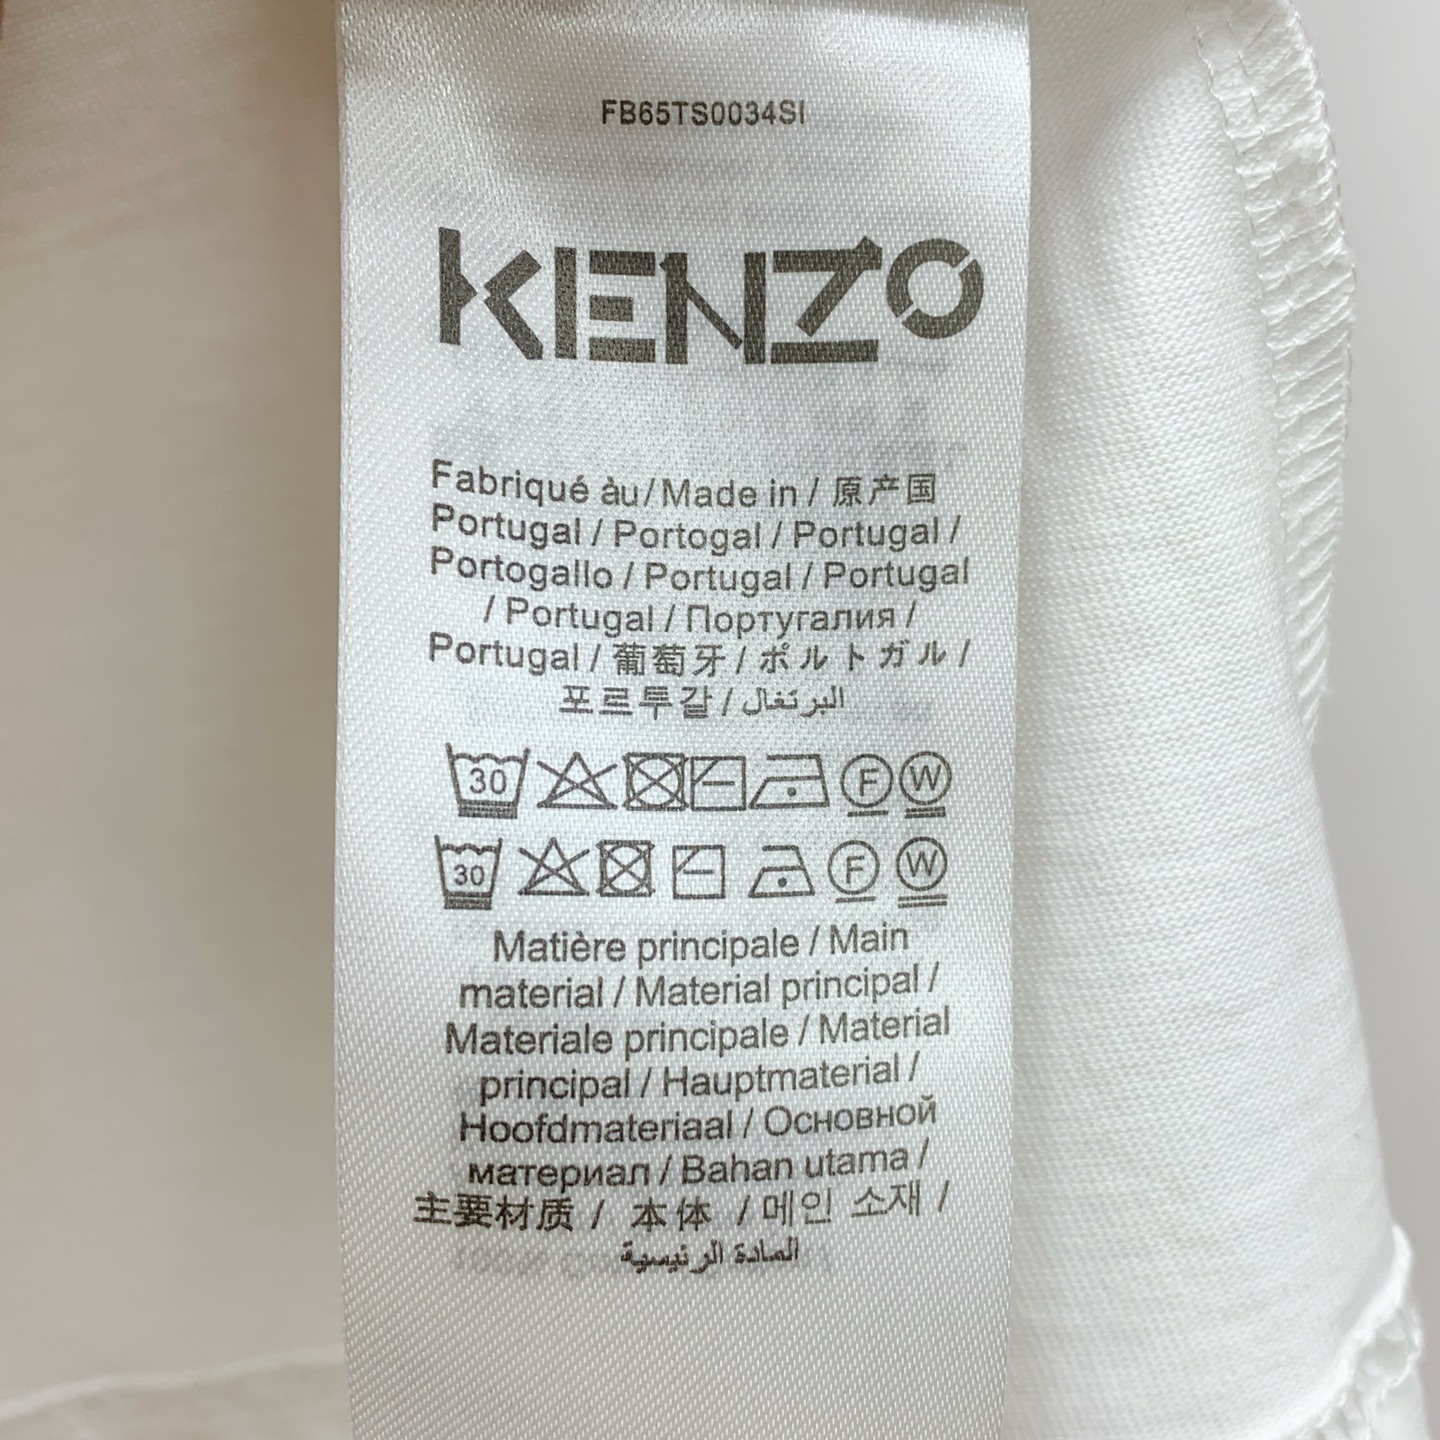 FB65TS0034SI
KENZO
Fabriqué àu/Made in / 原产国
Portugal / Portogal / Portugal /
Portogallo / Portugal / Portugal
/ Portugal / Португалия /
Portugal / 葡萄牙 / ポルトガル /
포르투갈 / البرتغال
30 F W
30 F W
Matière principale / Main
material / Material principal /
Materiale principale / Material
principal / Hauptmaterial /
Hoofdmateriaal / Основной
материал / Bahan utama /
主要材质 / 本体 / 메인 소재 /
المادة الرئيسية